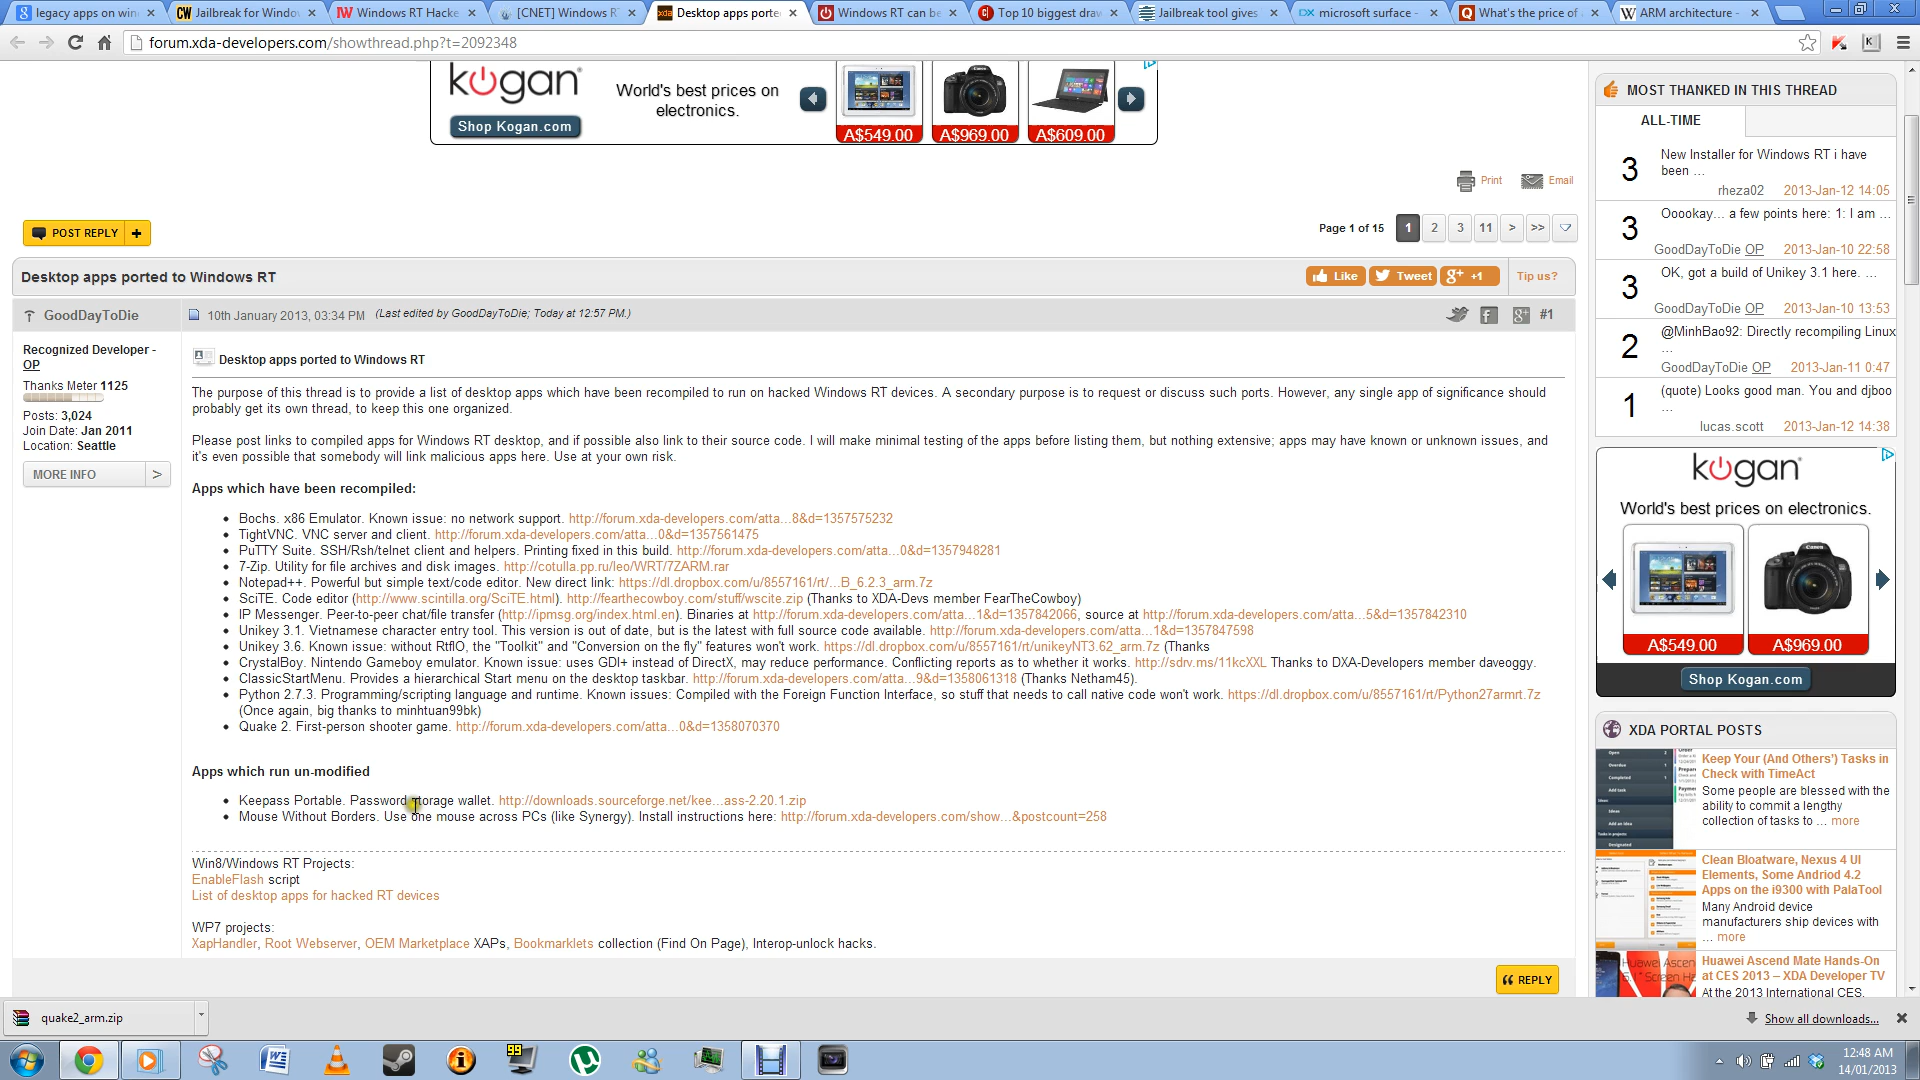 legacy apps on win
Jailbreak for Windo
Windows RT Hacke
[CNET] Windows R
Desktop apps porte
Windows RT can be
Top 10 biggest draw
Jailbreak tool gives
microsoft surface -
What's the price of
ARM architecture -
forum.xda-developers.com/showthread.php?t=2092348
kogan
World's best prices on
electronics.
Shop Kogan.com
A$549.00
A$969.00
A$609.00
Print
Email
POST REPLY +
Page 1 of 15 1 2 3 11 > >>
Desktop apps ported to Windows RT
Like
Tweet
g+ +1
Tip us?
GoodDayToDie
10th January 2013, 03:34 PM (Last edited by GoodDayToDie; Today at 12:57 PM.)
#1
Recognized Developer -
OP
Thanks Meter 1125
Posts: 3,024
Join Date: Jan 2011
Location: Seattle
MORE INFO >
Desktop apps ported to Windows RT
The purpose of this thread is to provide a list of desktop apps which have been recompiled to run on hacked Windows RT devices. A secondary purpose is to request or discuss such ports. However, any single app of significance should
probably get its own thread, to keep this one organized.
Please post links to compiled apps for Windows RT desktop, and if possible also link to their source code. I will make minimal testing of the apps before listing them, but nothing extensive; apps may have known or unknown issues, and
it's even possible that somebody will link malicious apps here. Use at your own risk.
Apps which have been recompiled:
Bochs. x86 Emulator. Known issue: no network support. http://forum.xda-developers.com/atta...8&d=1357575232
TightVNC. VNC server and client. http://forum.xda-developers.com/atta...0&d=1357561475
PuTTY Suite. SSH/Rsh/telnet client and helpers. Printing fixed in this build. http://forum.xda-developers.com/atta...0&d=1357948281
7-Zip. Utility for file archives and disk images. http://cotulla.pp.ru/leo/WRT/7ZARM.rar
Notepad++. Powerful but simple text/code editor. New direct link: https://dl.dropbox.com/u/8557161/rt/...B_6.2.3_arm.7z
SciTE. Code editor (http://www.scintilla.org/SciTE.html). http://fearthecowboy.com/stuff/wscite.zip (Thanks to XDA-Devs member FearTheCowboy)
IP Messenger. Peer-to-peer chat/file transfer (http://ipmsg.org/index.html.en). Binaries at http://forum.xda-developers.com/atta...1&d=1357842066, source at http://forum.xda-developers.com/atta...5&d=1357842310
Unikey 3.1. Vietnamese character entry tool. This version is out of date, but is the latest with full source code available. http://forum.xda-developers.com/atta...1&d=1357847598
Unikey 3.6. Known issue: without RtflO, the "Toolkit" and "Conversion on the fly" features won't work. https://dl.dropbox.com/u/8557161/rt/unikeyNT3.62_arm.7z (Thanks
CrystalBoy. Nintendo Gameboy emulator. Known issue: uses GDI+ instead of DirectX, may reduce performance. Conflicting reports as to whether it works. http://sdrv.ms/11kcXXL Thanks to DXA-Developers member daveoggy.
ClassicStartMenu. Provides a hierarchical Start menu on the desktop taskbar. http://forum.xda-developers.com/atta...9&d=1358061318 (Thanks Netham45).
Python 2.7.3. Programming/scripting language and runtime. Known issues: Compiled with the Foreign Function Interface, so stuff that needs to call native code won't work. https://dl.dropbox.com/u/8557161/rt/Python27armrt.7z
(Once again, big thanks to minhtuan99bk)
Quake 2. First-person shooter game. http://forum.xda-developers.com/atta...0&d=1358070370
Apps which run un-modified
Keepass Portable. Password storage wallet. http://downloads.sourceforge.net/kee...ass-2.20.1.zip
Mouse Without Borders. Use one mouse across PCs (like Synergy). Install instructions here: http://forum.xda-developers.com/show...&postcount=258
Win8/Windows RT Projects:
EnableFlash script
List of desktop apps for hacked RT devices
WP7 projects:
XapHandler, Root Webserver, OEM Marketplace XAPs, Bookmarklets collection (Find On Page), Interop-unlock hacks.
REPLY
MOST THANKED IN THIS THREAD
ALL-TIME
3
New Installer for Windows RT i have
been ...
rheza02 2013-Jan-12 14:05
3
Ooookay... a few points here: 1: I am ...
GoodDayToDie OP 2013-Jan-10 22:58
3
OK, got a build of Unikey 3.1 here. ...
GoodDayToDie OP 2013-Jan-10 13:53
2
@MinhBao92: Directly recompiling Linux
...
GoodDayToDie OP 2013-Jan-11 0:47
1
(quote) Looks good man. You and djboo
...
lucas.scott 2013-Jan-12 14:38
kogan
World's best prices on electronics.
A$549.00
A$969.00
Shop Kogan.com
XDA PORTAL POSTS
Keep Your (And Others') Tasks in
Check with TimeAct
Some people are blessed with the
ability to commit a lengthy
collection of tasks to ... more
Clean Bloatware, Nexus 4 UI
Elements, Some Andriod 4.2
Apps on the i9300 with PalaTool
Many Android device
manufacturers ship devices with
... more
Huawei Ascend Mate Hands-On
at CES 2013 – XDA Developer TV
At the 2013 International CES,
quake2_arm.zip
Show all downloads...
99
12:48 AM
14/01/2013